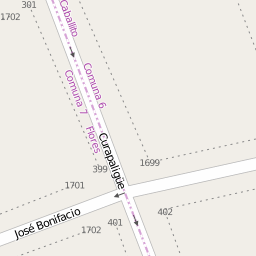 301
1702
Caballito
Comuna 6
Comuna 7
Flores
Curapaligüe
399
1699
1701
José Bonifacio
1702
401
402